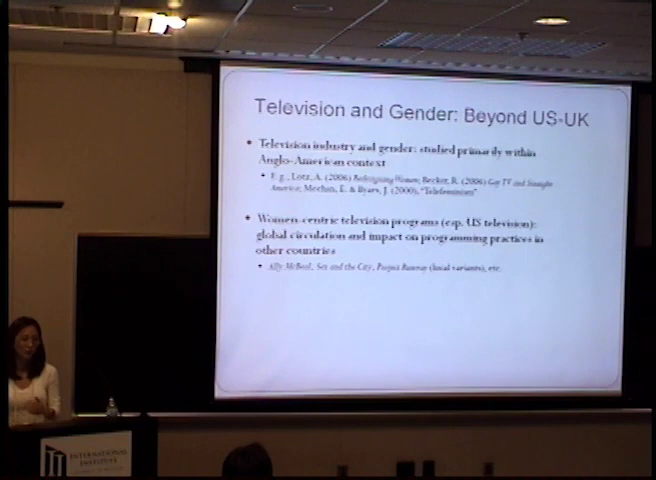 Television and Gender: Beyond US-UK
• Television industry and gender: studied primarily within
Anglo-American context
• E.g., Lotz, A. (2006) Redesigning Women; Becker, R. (2006) Gay TV and Straight
America; Meehan, E. & Byars, J. (2000), "Telefeminism"
• Women-centric television programs (esp. US television):
global circulation and impact on programming practices in
other countries
• Ally McBeal, Sex and the City, Project Runway (local variants), etc.
INTERNATIONAL
INSTITUTE